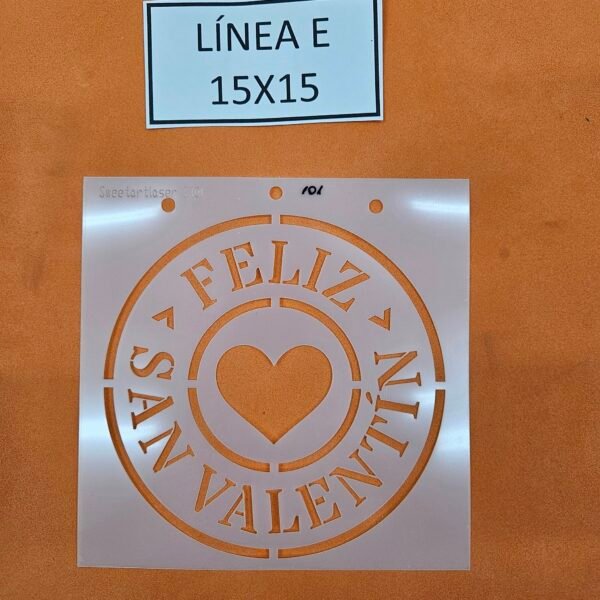 LÍNEA E
15X15
101
FELIZ
SAN VALENTÍN